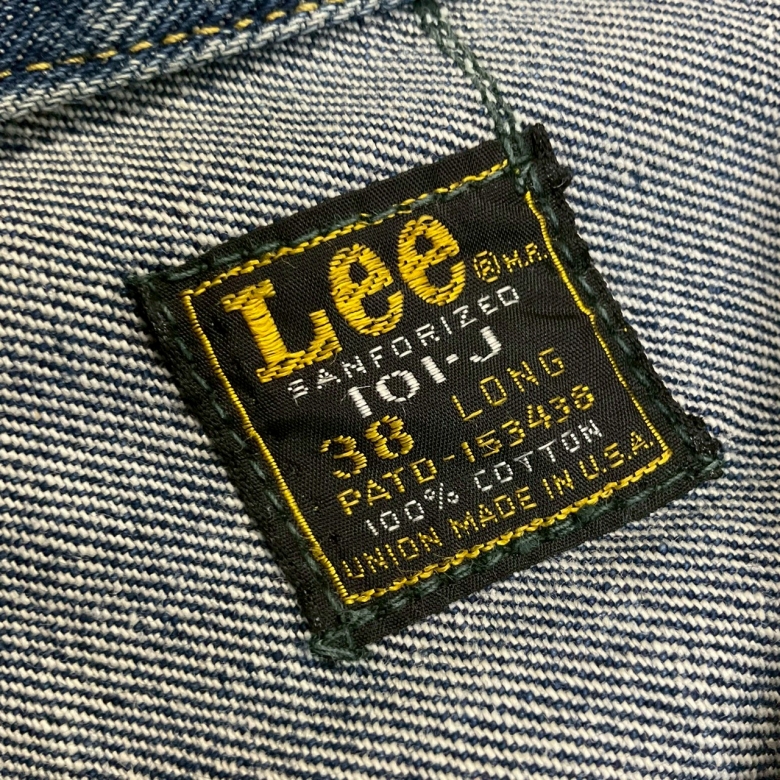 Lee ® M.R.
SANFORIZED
101-J
38 LONG
PATD-153438
100% COTTON
UNION MADE IN U.S.A.